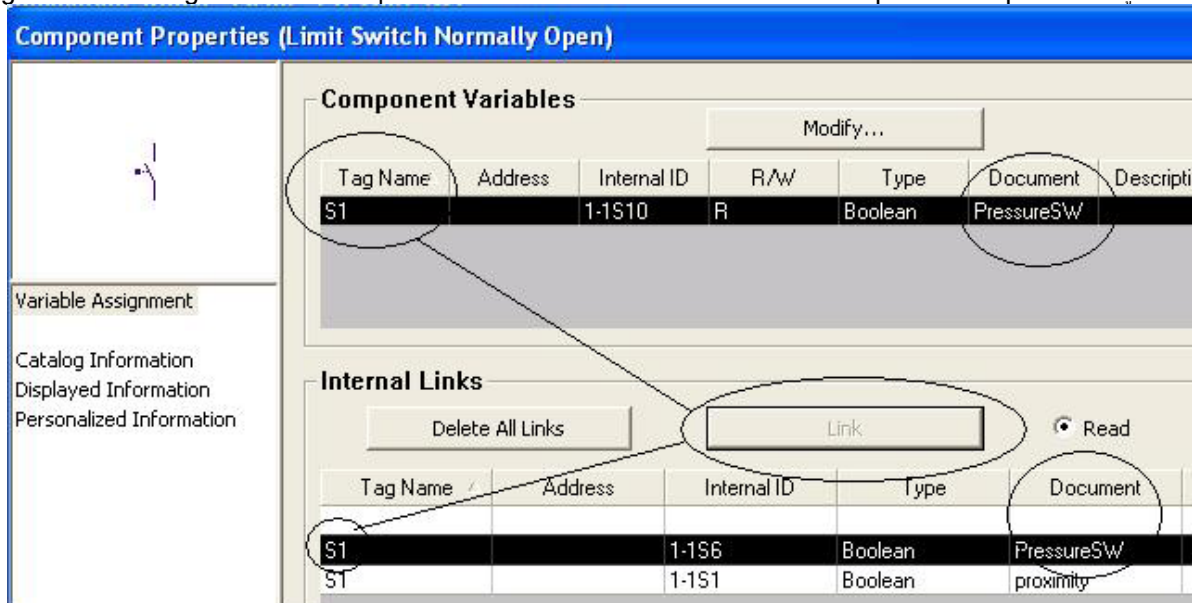 Component Properties (Limit Switch Normally Open)
Component Variables
Modify...
Tag Name Address Internal ID R/W Type Document Descripti
S1 1-1S10 R Boolean PressureSW
Variable Assignment
Catalog Information
Displayed Information
Personalized Information
Internal Links
Delete All Links Link Read
Tag Name Address Internal ID Type Document
S1 1-1S6 Boolean PressureSW
S1 1-1S1 Boolean proximity